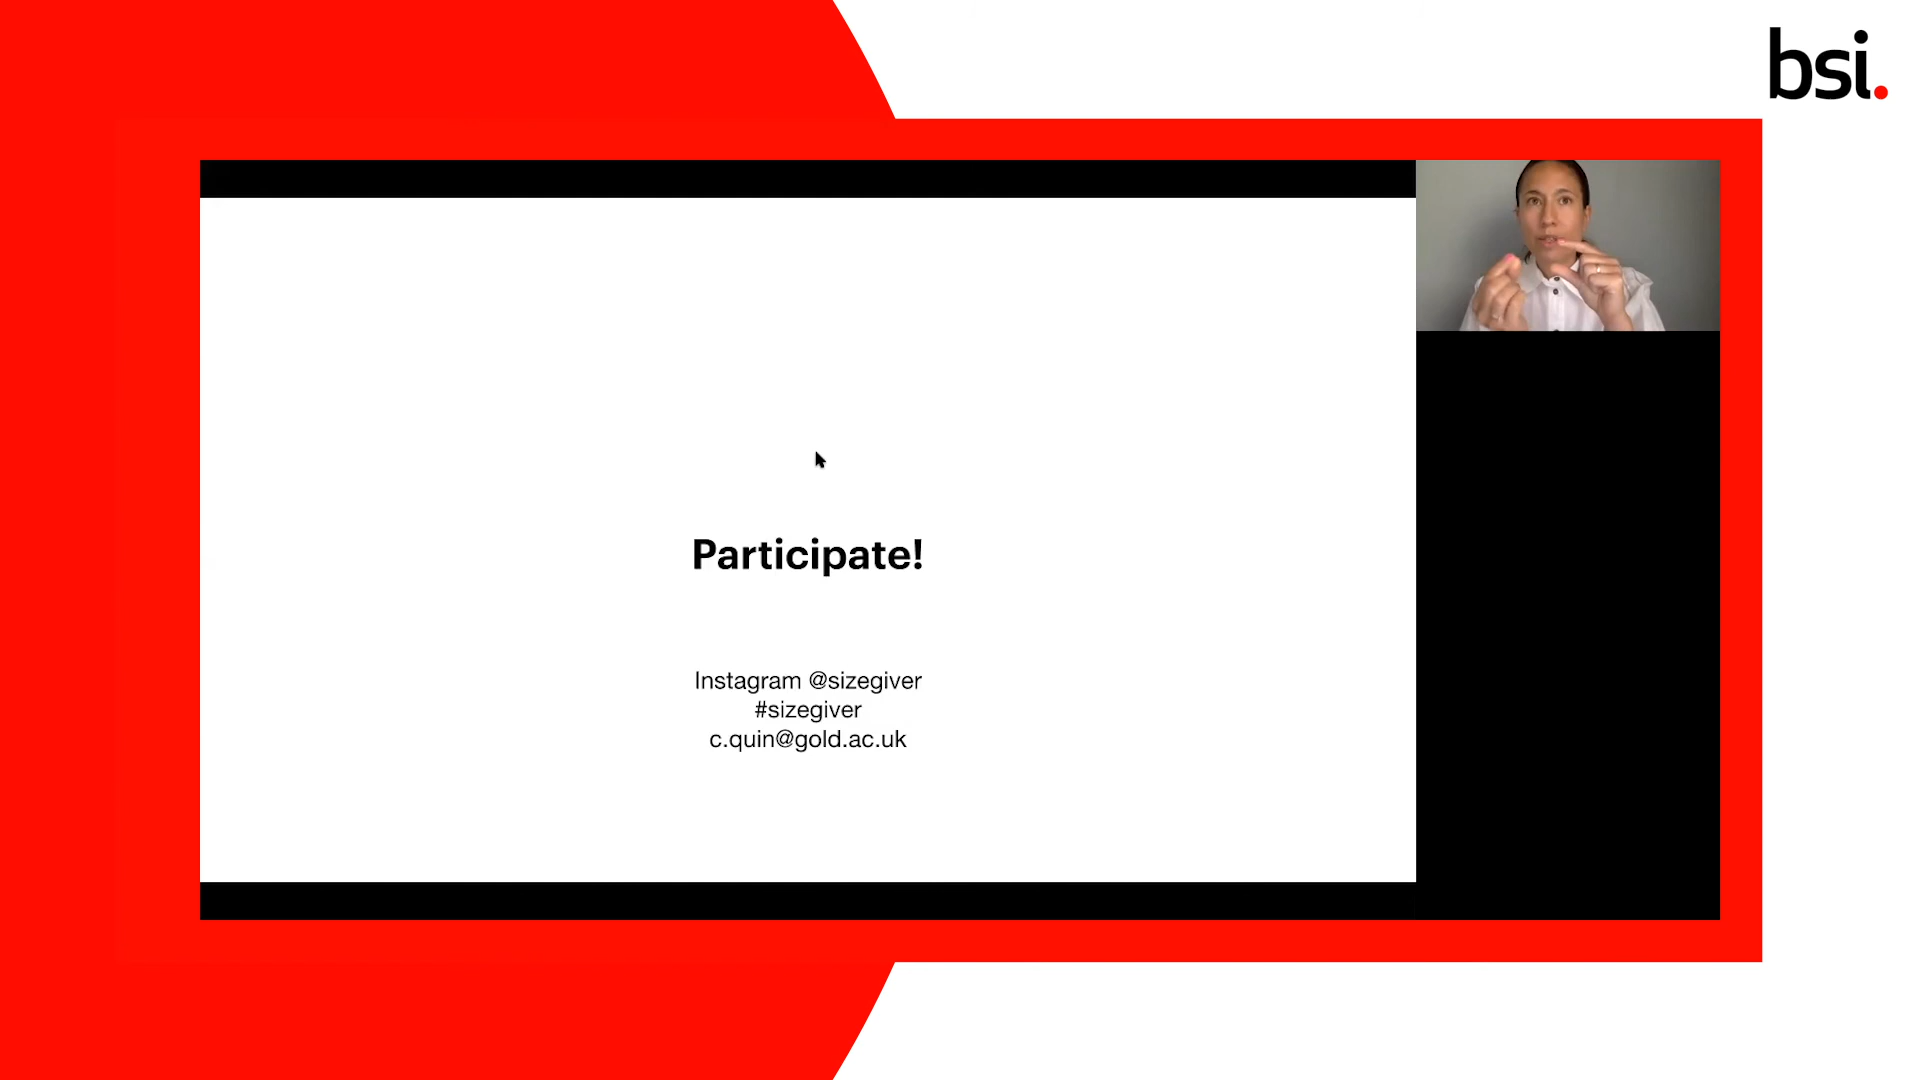 bsi.
Participate!
Instagram @sizegiver
#sizegiver
c.quin@gold.ac.uk